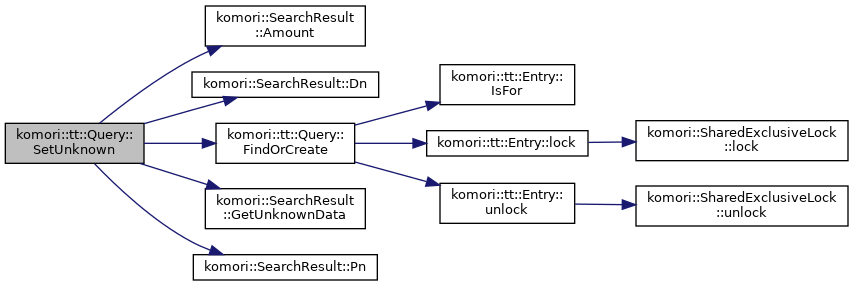 komori::tt::Query::
SetUnknown
komori::SearchResult
::Amount
komori::SearchResult::Dn
komori::tt::Query::
FindOrCreate
komori::SearchResult
::GetUnknownData
komori::SearchResult::Pn
komori::tt::Entry::
IsFor
komori::tt::Entry::lock
komori::tt::Entry::
unlock
komori::SharedExclusiveLock
::lock
komori::SharedExclusiveLock
::unlock